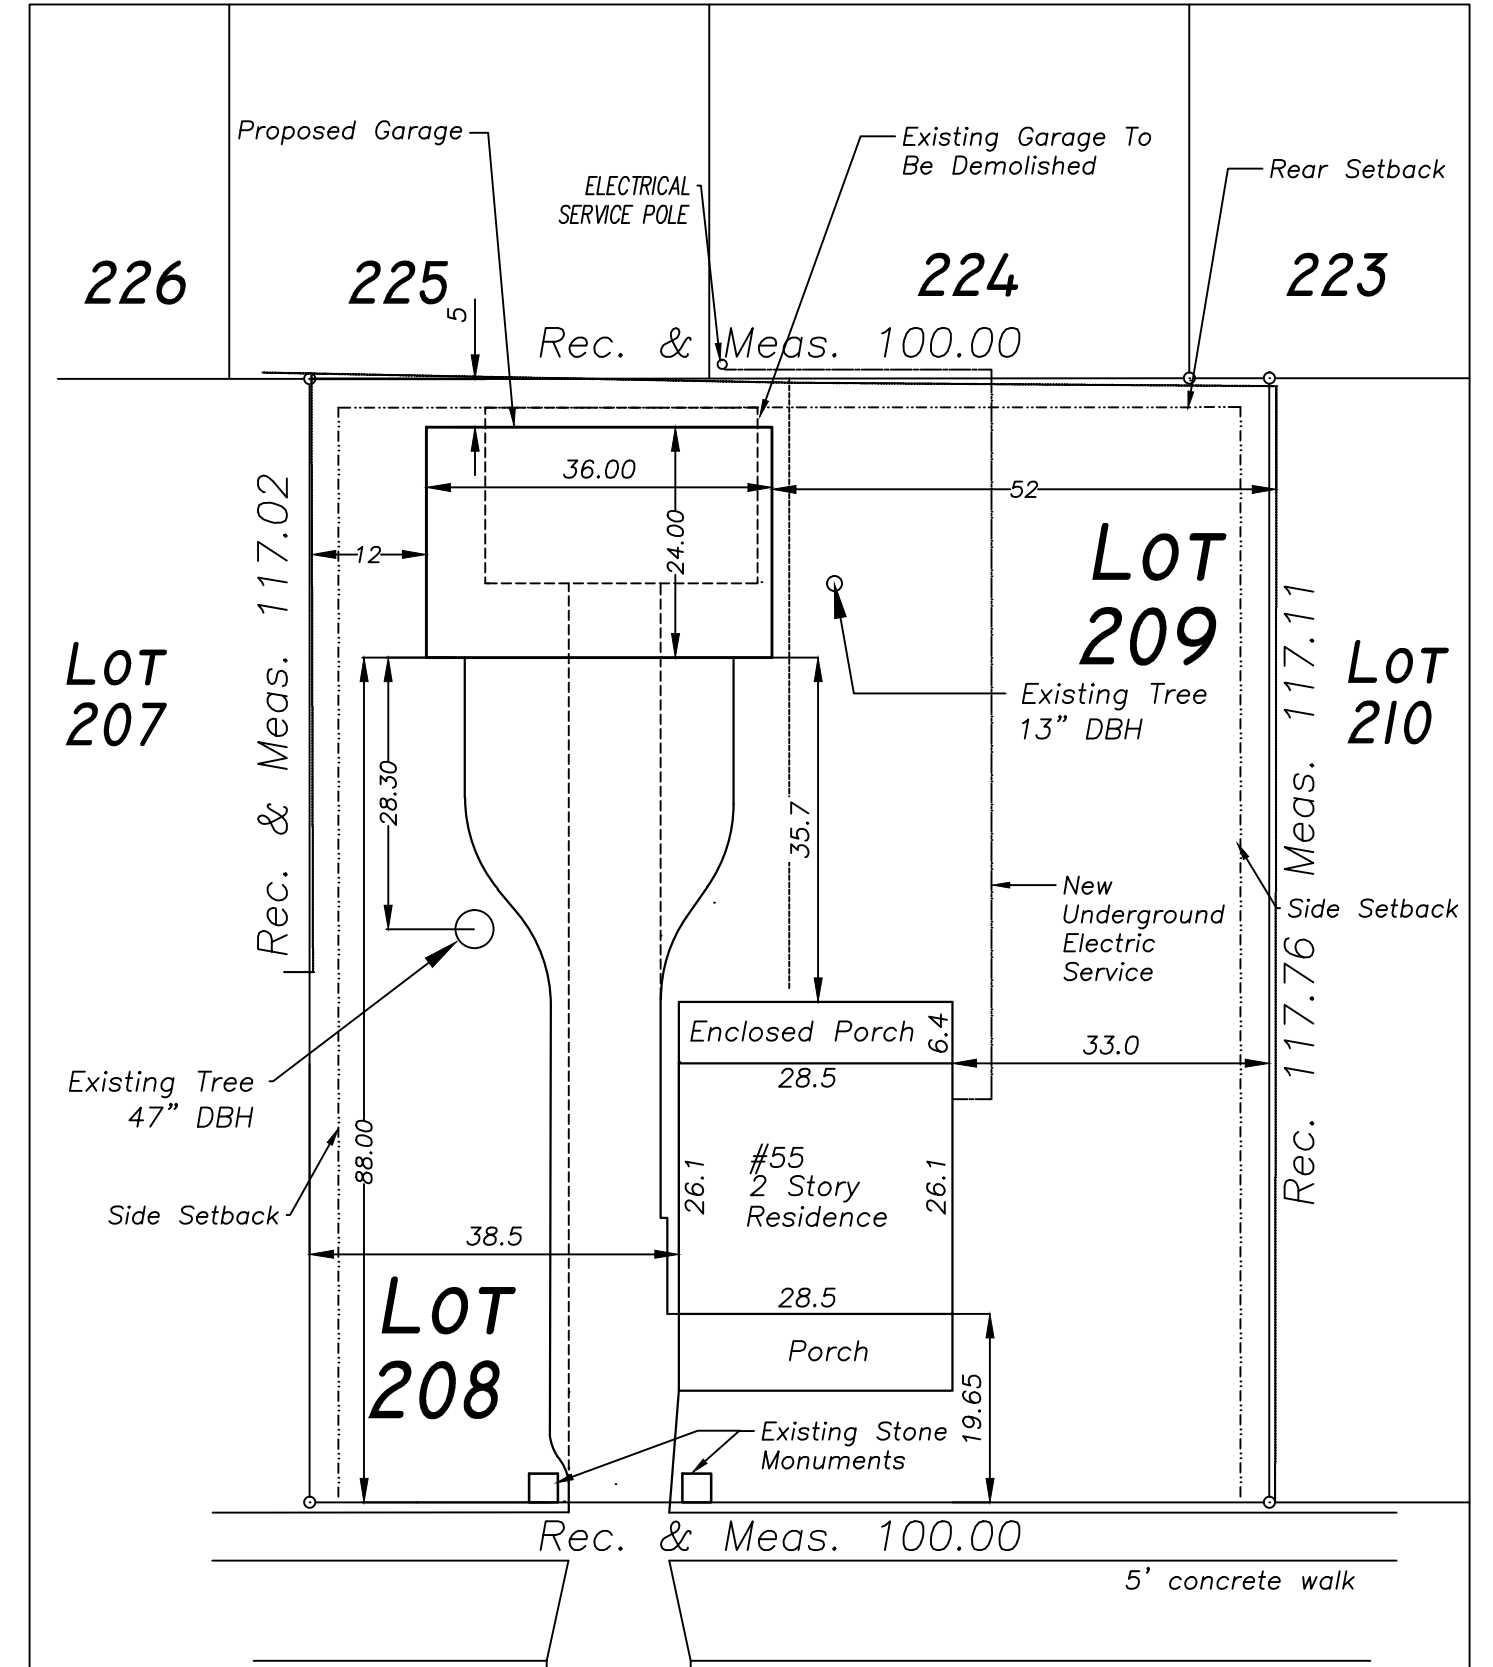 Proposed Garage
Existing Garage To
Be Demolished
ELECTRICAL
SERVICE POLE
Rear Setback
226
225
224
223
5
Rec. & Meas. 100.00
36.00
52
24.00
12
Rec. & Meas. 117.02
LOT
209
LOT
207
LOT
210
Rec. 117.76 Meas. 117.11
Existing Tree
13" DBH
28.30
35.7
New
Underground
Electric
Service
Side Setback
Enclosed Porch
6.4
33.0
28.5
Existing Tree
47" DBH
88.00
#55
2 Story
Residence
26.1
26.1
Side Setback
38.5
28.5
LOT
208
Porch
19.65
Existing Stone
Monuments
Rec. & Meas. 100.00
5' concrete walk